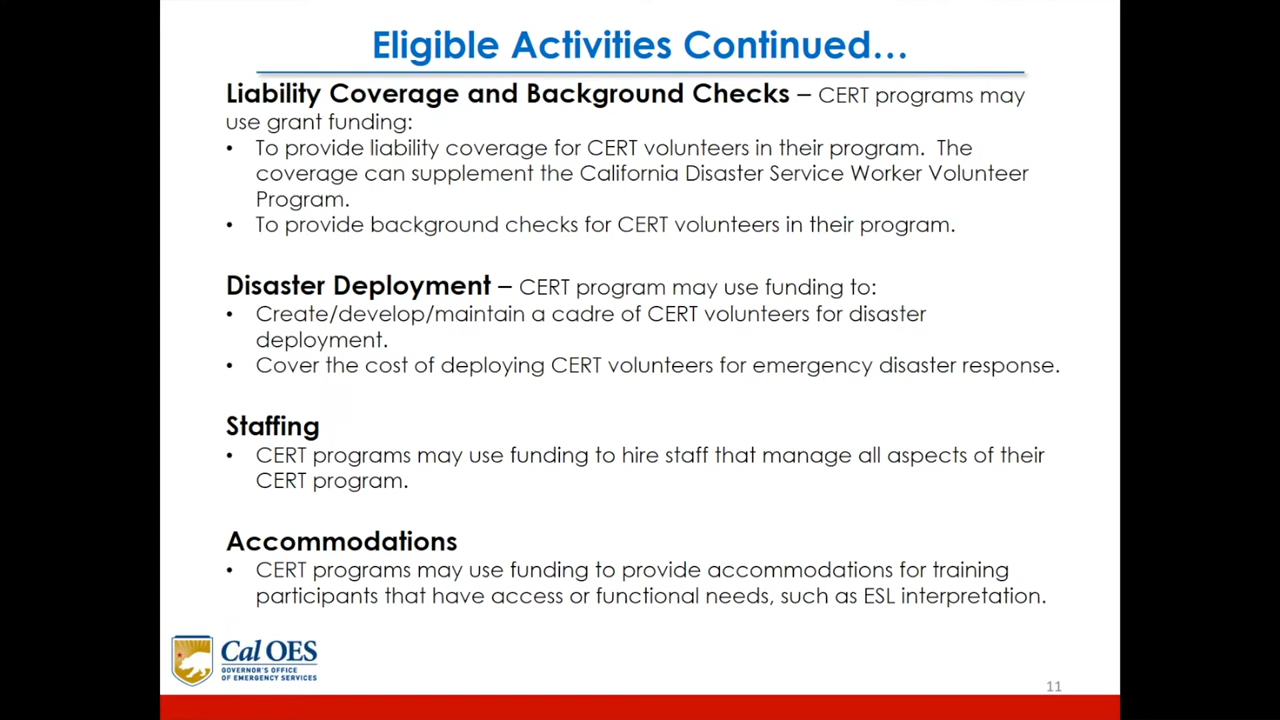 Eligible Activities Continued...
Liability Coverage and Background Checks – CERT programs may
use grant funding:
• To provide liability coverage for CERT volunteers in their program. The
coverage can supplement the California Disaster Service Worker Volunteer
Program.
• To provide background checks for CERT volunteers in their program.
Disaster Deployment – CERT program may use funding to:
• Create/develop/maintain a cadre of CERT volunteers for disaster
deployment.
• Cover the cost of deploying CERT volunteers for emergency disaster response.
Staffing
• CERT programs may use funding to hire staff that manage all aspects of their
CERT program.
Accommodations
• CERT programs may use funding to provide accommodations for training
participants that have access or functional needs, such as ESL interpretation.
Cal OES
GOVERNOR'S OFFICE
OF EMERGENCY SERVICES
11